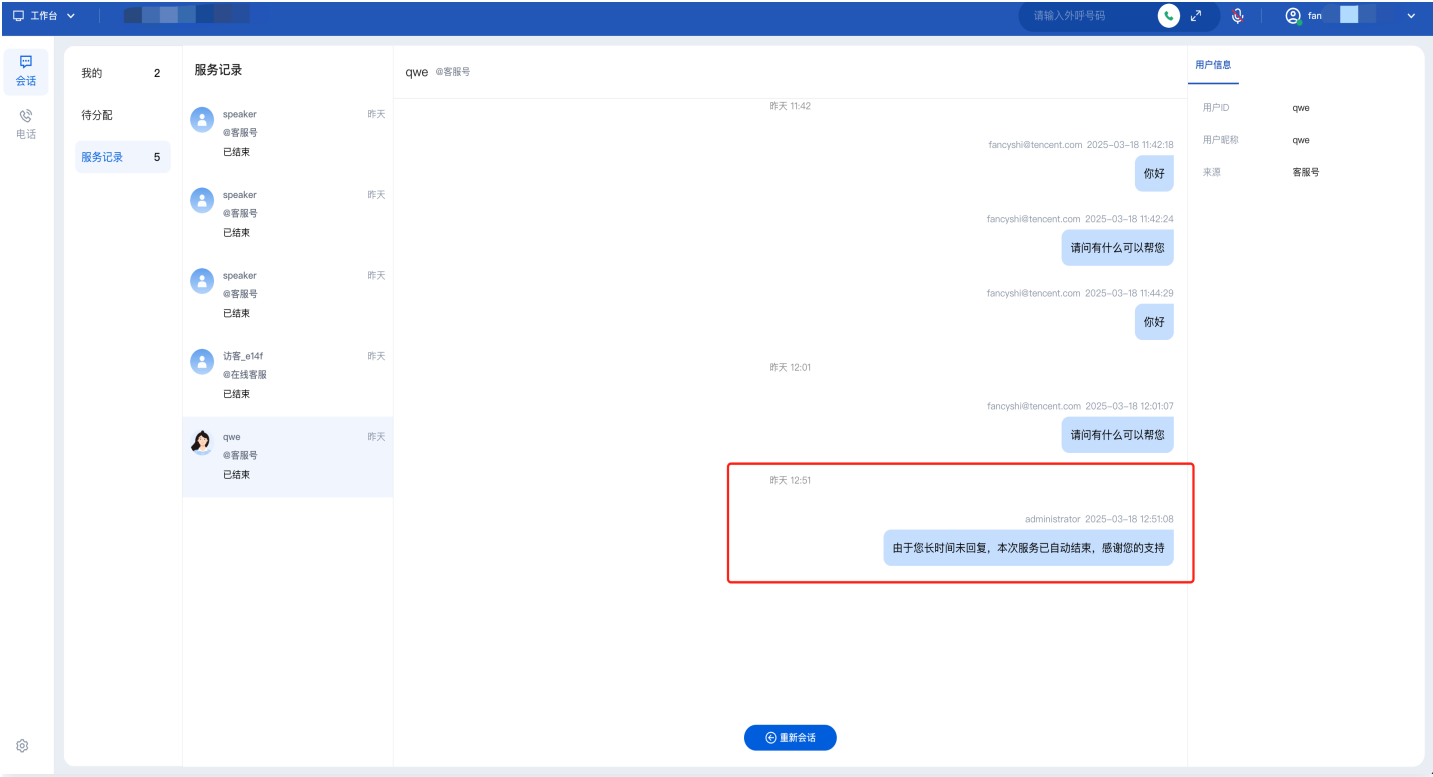 工作台
请输入外呼号码
fan
会话
电话
我的 2
待分配
服务记录 5
服务记录
speaker 昨天
@客服号
已结束
speaker 昨天
@客服号
已结束
speaker 昨天
@客服号
已结束
访客_e14f 昨天
@在线客服
已结束
qwe 昨天
@客服号
已结束
qwe @客服号
昨天 11:42
fancyshi@tencent.com 2025-03-18 11:42:18
你好
fancyshi@tencent.com 2025-03-18 11:42:24
请问有什么可以帮您
fancyshi@tencent.com 2025-03-18 11:44:29
你好
昨天 12:01
fancyshi@tencent.com 2025-03-18 12:01:07
请问有什么可以帮您
昨天 12:51
administrator 2025-03-18 12:51:08
由于您长时间未回复，本次服务已自动结束，感谢您的支持
重新会话
用户信息
用户ID qwe
用户昵称 qwe
来源 客服号